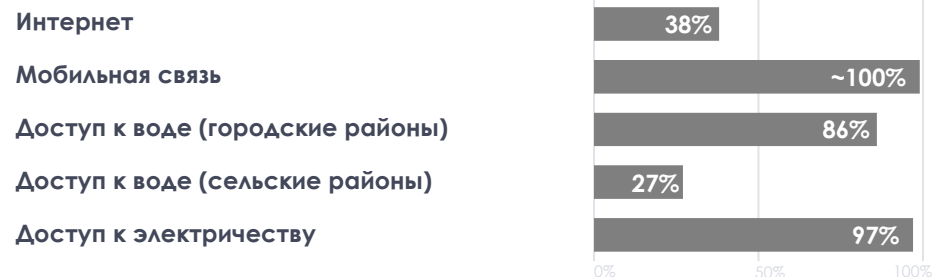 Интернет 38%
Мобильная связь ~100%
Доступ к воде (городские районы) 86%
Доступ к воде (сельские районы) 27%
Доступ к электричеству 97%
0% 50% 100%